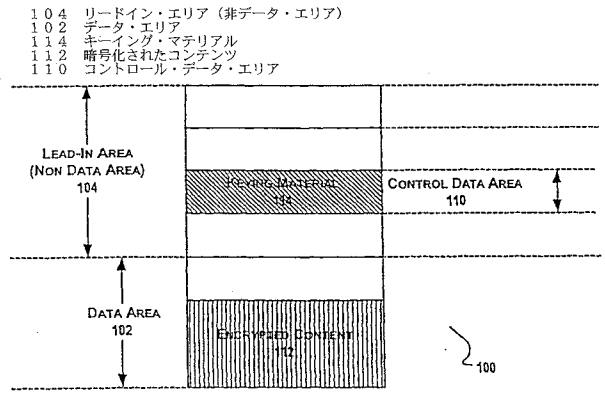 104 リードイン・エリア（非データ・エリア）
102 データ・エリア
114 キーイング・マテリアル
112 暗号化されたコンテンツ
110 コントロール・データ・エリア
LEAD-IN AREA
(NON DATA AREA)
104
KEYING MATERIAL
114
CONTROL DATA AREA
110
DATA AREA
102
ENCRYPTED CONTENT
112
100